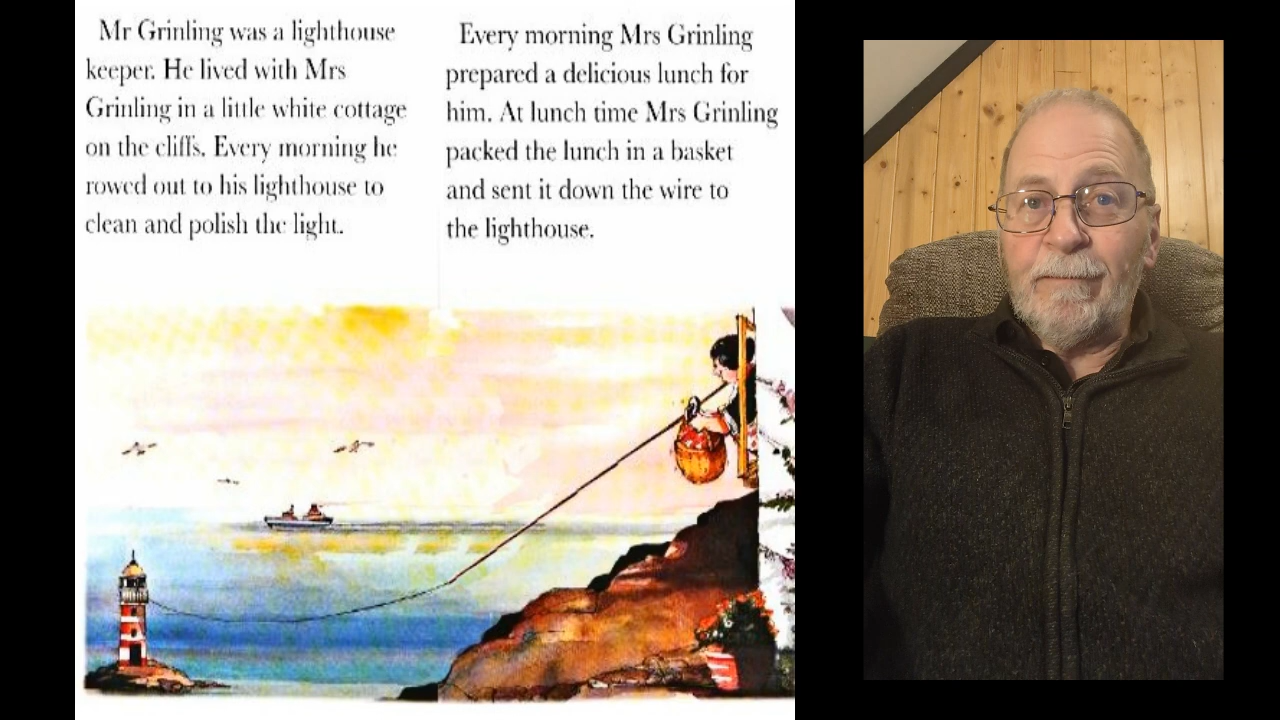 Mr Grinling was a lighthouse
keeper. He lived with Mrs
Grinling in a little white cottage
on the cliffs. Every morning he
rowed out to his lighthouse to
clean and polish the light.
Every morning Mrs Grinling
prepared a delicious lunch for
him. At lunch time Mrs Grinling
packed the lunch in a basket
and sent it down the wire to
the lighthouse.